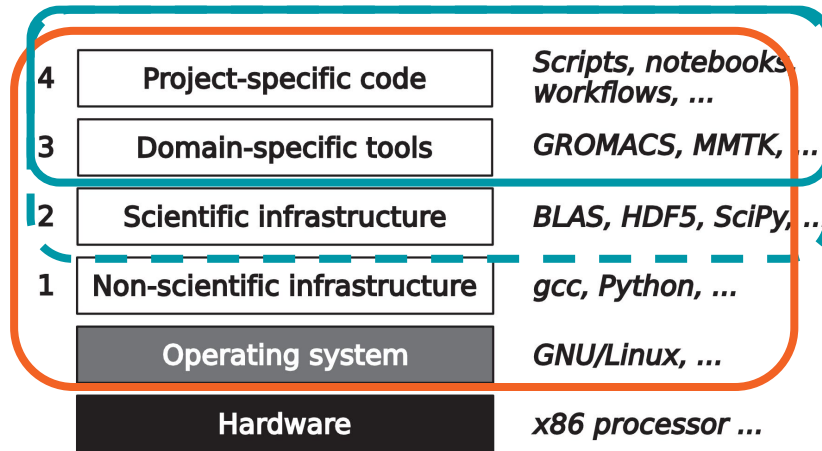 4 Project-specific code Scripts, notebooks,
workflows, ...
3 Domain-specific tools GROMACS, MMTK, ...
2 Scientific infrastructure BLAS, HDF5, SciPy, ...
1 Non-scientific infrastructure gcc, Python, ...
Operating system GNU/Linux, ...
Hardware x86 processor ...